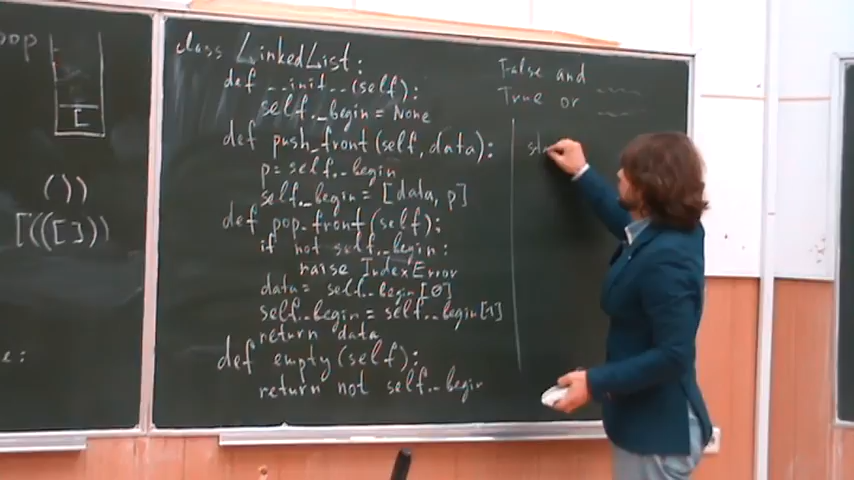 pop
[
())
[(([]))
e:
class LinkedList:
def __init__(self):
self._begin = None
def push_front(self, data):
p = self._begin
self._begin = [data, p]
def pop_front(self):
if not self._begin:
raise IndexError
data = self._begin[0]
self._begin = self._begin[1]
return data
def empty(self):
return not self._begin
False and
True or